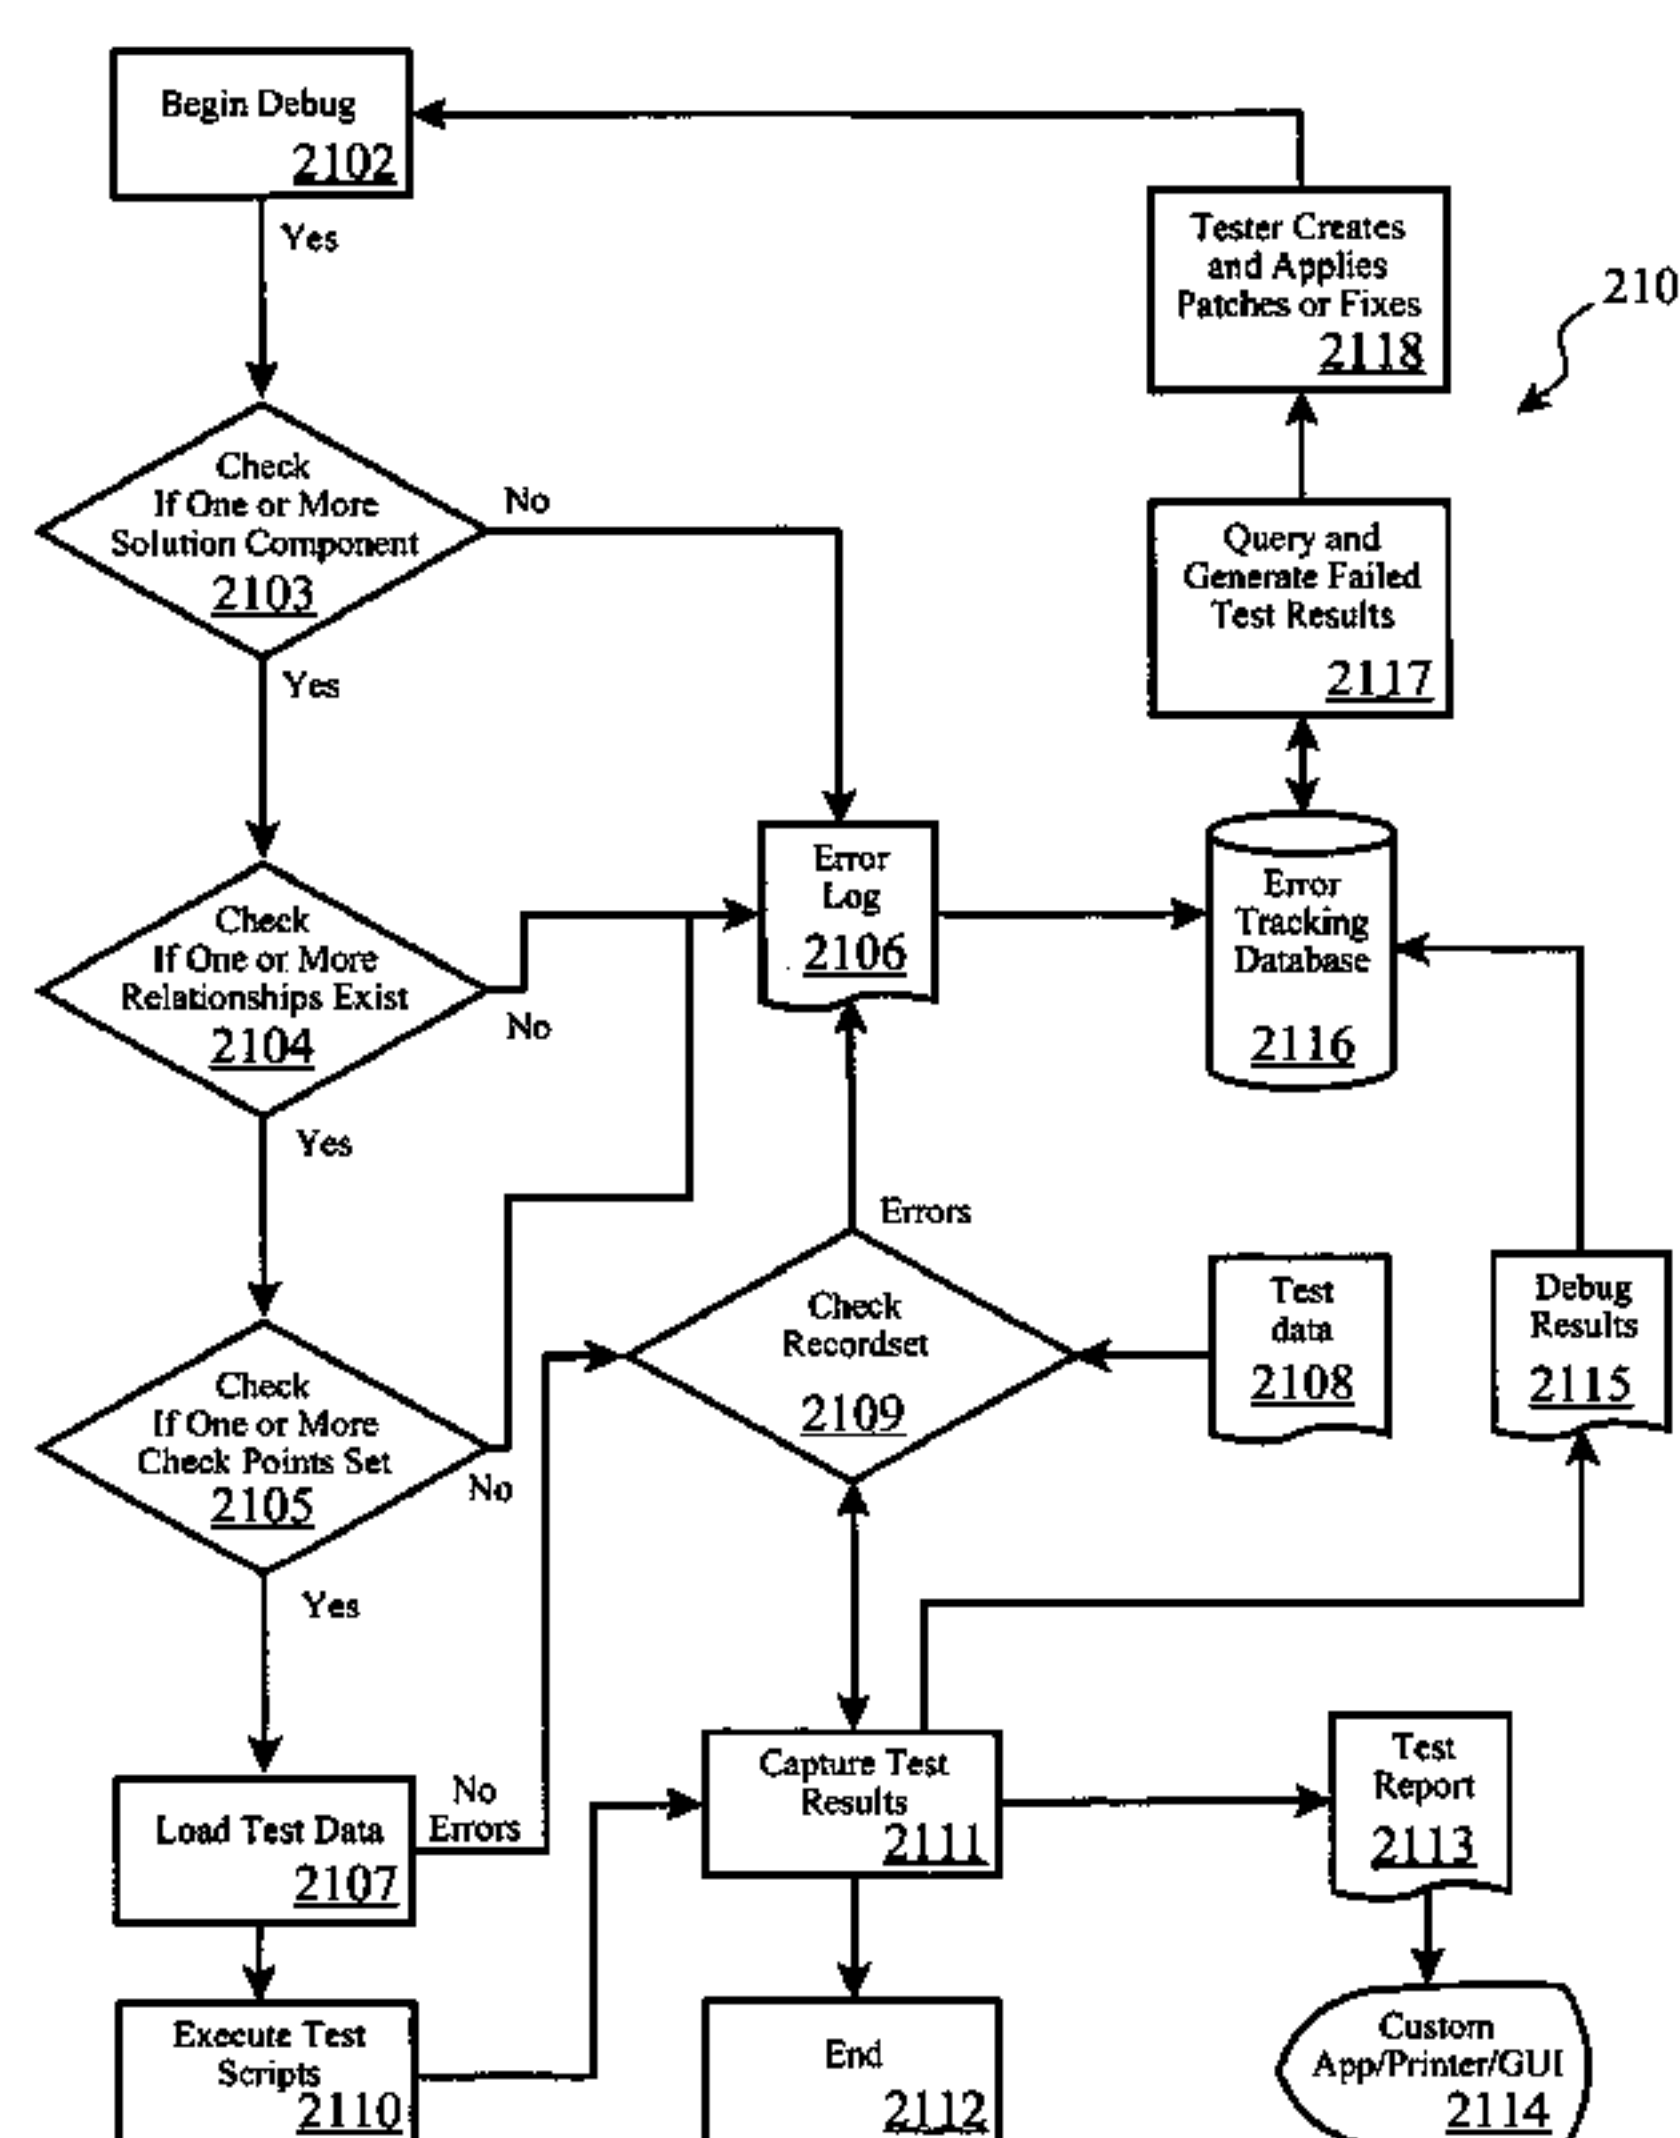 Begin Debug
2102
Yes
Tester Creates
and Applies
Patches or Fixes
2118
210
Check
If One or More
Solution Component
2103
No
Yes
Query and
Generate Failed
Test Results
2117
Error
Log
2106
Error
Tracking
Database
2116
Check
If One or More
Relationships Exist
2104
No
Yes
Errors
Check
Recordset
2109
Test
data
2108
Debug
Results
2115
Check
If One or More
Check Points Set
2105
No
Yes
Load Test Data
2107
No
Errors
Capture Test
Results
2111
Test
Report
2113
Execute Test
Scripts
2110
End
2112
Custom
App/Printer/GUI
2114